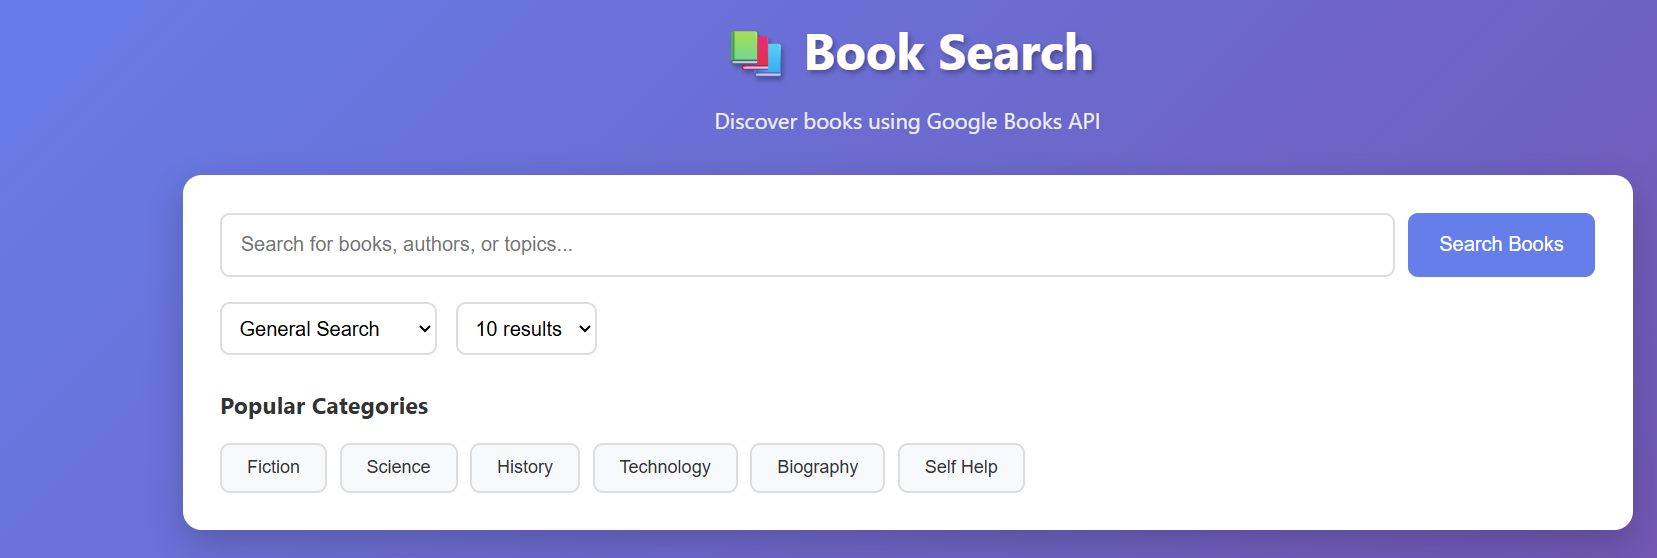 Book Search
Discover books using Google Books API
Search for books, authors, or topics... Search Books
General Search 10 results
Popular Categories
Fiction Science History Technology Biography Self Help